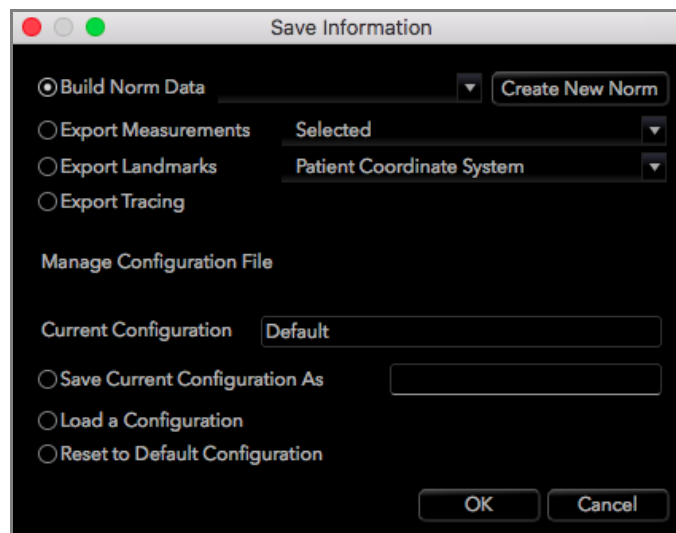 Save Information
Build Norm Data Create New Norm
Export Measurements Selected
Export Landmarks Patient Coordinate System
Export Tracing
Manage Configuration File
Current Configuration Default
Save Current Configuration As
Load a Configuration
Reset to Default Configuration
OK Cancel